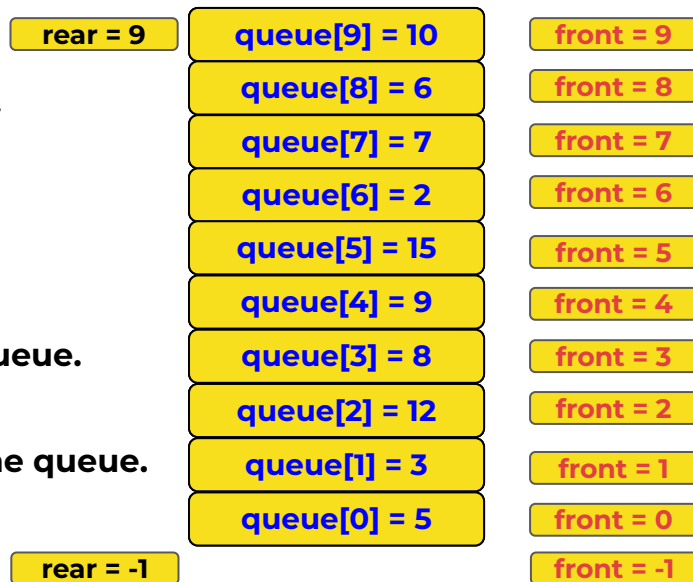 rear = 9 queue[9] = 10 front = 9
queue[8] = 6 front = 8
queue[7] = 7 front = 7
queue[6] = 2 front = 6
queue[5] = 15 front = 5
queue[4] = 9 front = 4
queue[3] = 8 front = 3
ueue.
queue[2] = 12 front = 2
e queue. queue[1] = 3 front = 1
queue[0] = 5 front = 0
rear = -1 front = -1